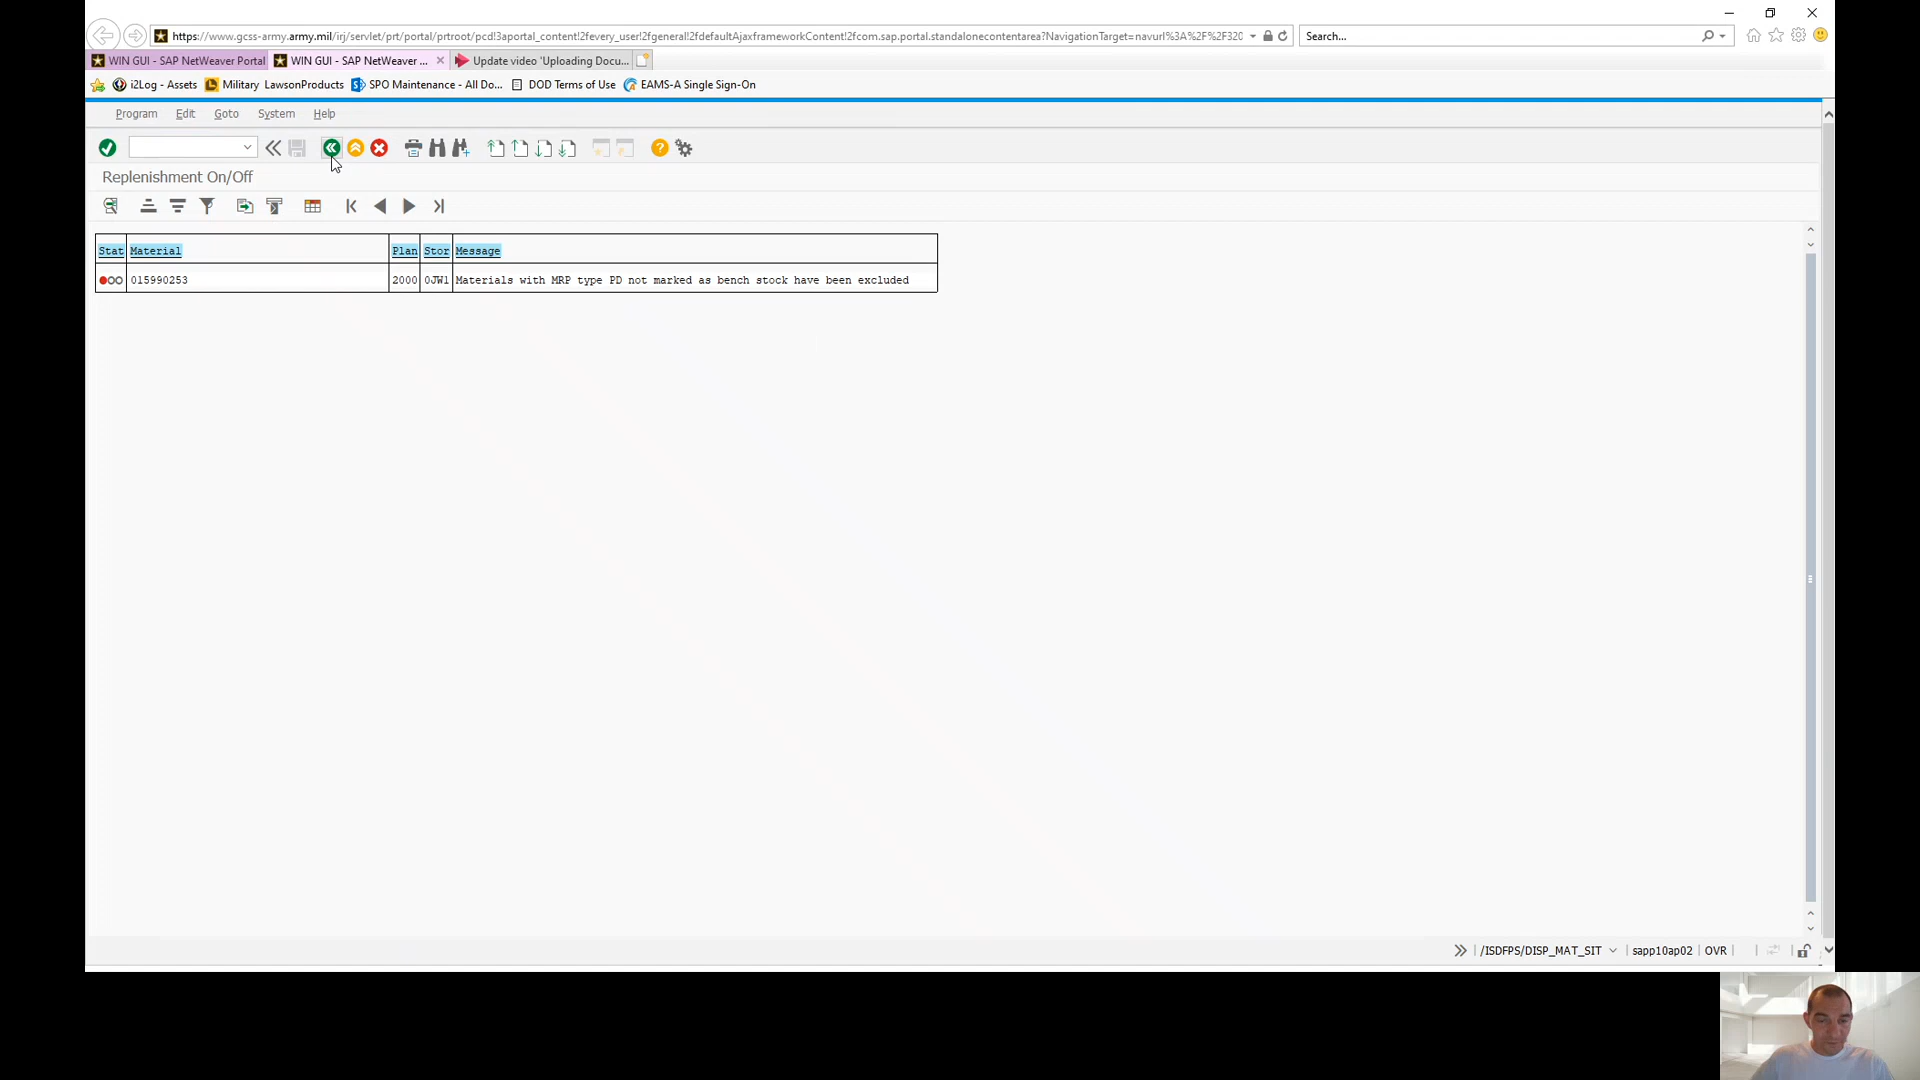 https://www.gcss-army.army.mil/irj/servlet/prt/portal/prtroot/pcd!3aportal_content!2fevery_user!2fgeneral!2fdefaultAjaxframeworkContent!2fcom.sap.portal.standalonecontentarea?NavigationTarget=navurl%3A%2F%2F320
Search...
WIN GUI - SAP NetWeaver Portal
WIN GUI - SAP NetWeaver ...
Update video 'Uploading Docu...
i2Log - Assets
Military LawsonProducts
SPO Maintenance - All Do...
DOD Terms of Use
EAMS-A Single Sign-On
Program Edit Goto System Help
Replenishment On/Off
Stat Material Plan Stor Message
015990253 2000 0JW1 Materials with MRP type PD not marked as bench stock have been excluded
/ISDFPS/DISP_MAT_SIT sapp10ap02 OVR